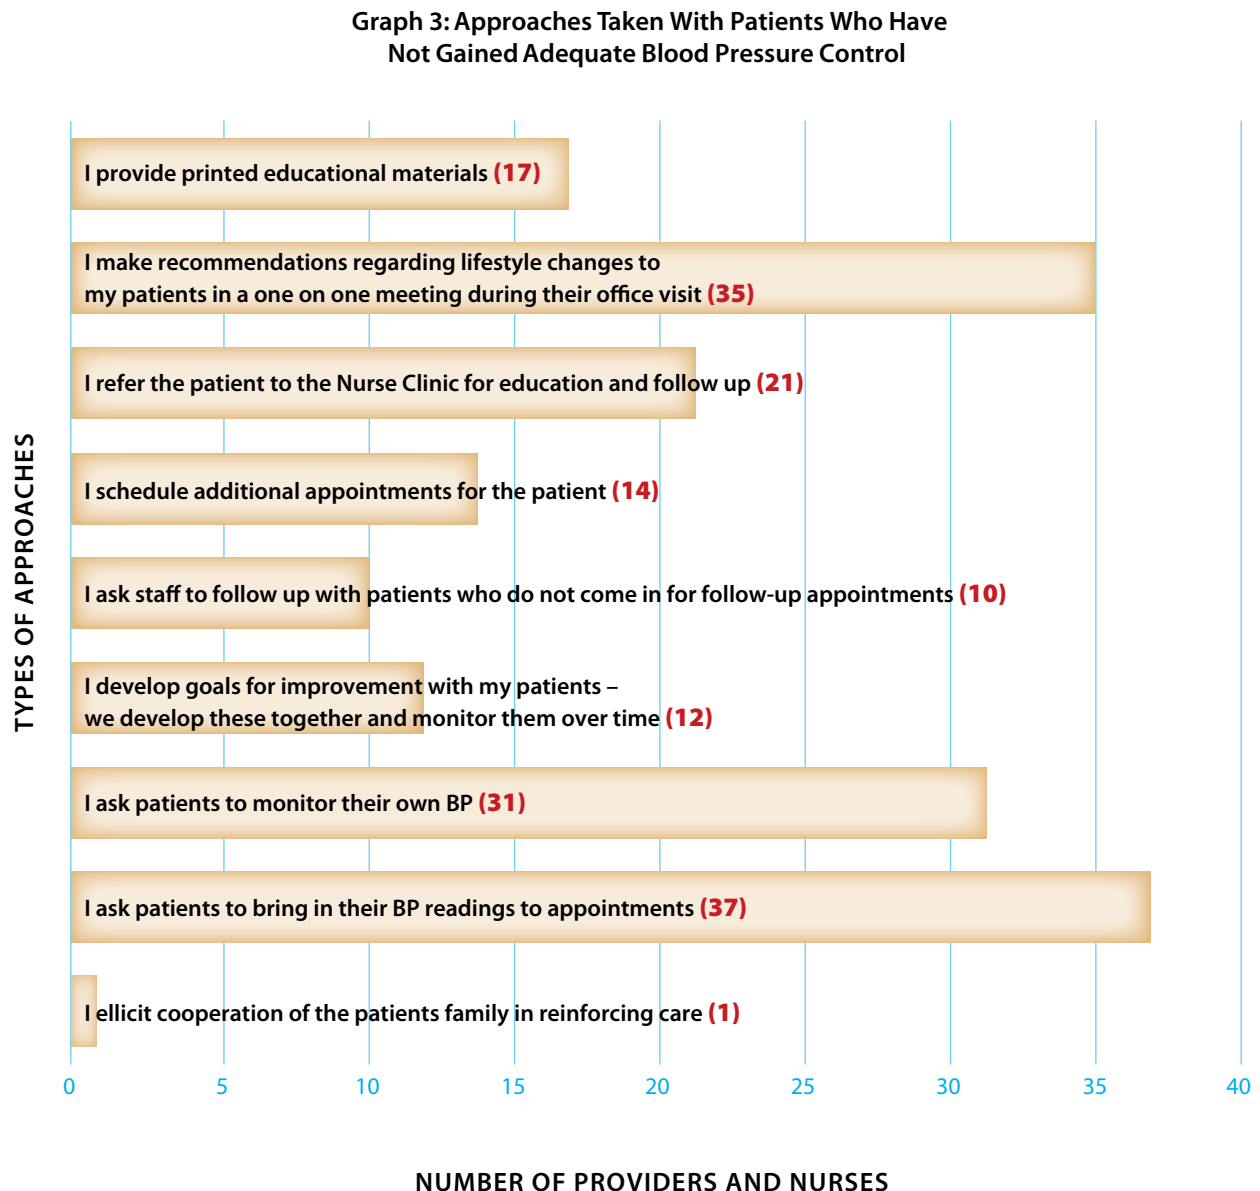 Graph 3: Approaches Taken With Patients Who Have
Not Gained Adequate Blood Pressure Control
TYPES OF APPROACHES
I provide printed educational materials (17)
I make recommendations regarding lifestyle changes to
my patients in a one on one meeting during their office visit (35)
I refer the patient to the Nurse Clinic for education and follow up (21)
I schedule additional appointments for the patient (14)
I ask staff to follow up with patients who do not come in for follow-up appointments (10)
I develop goals for improvement with my patients –
we develop these together and monitor them over time (12)
I ask patients to monitor their own BP (31)
I ask patients to bring in their BP readings to appointments (37)
I ellicit cooperation of the patients family in reinforcing care (1)
0 5 10 15 20 25 30 35 40
NUMBER OF PROVIDERS AND NURSES